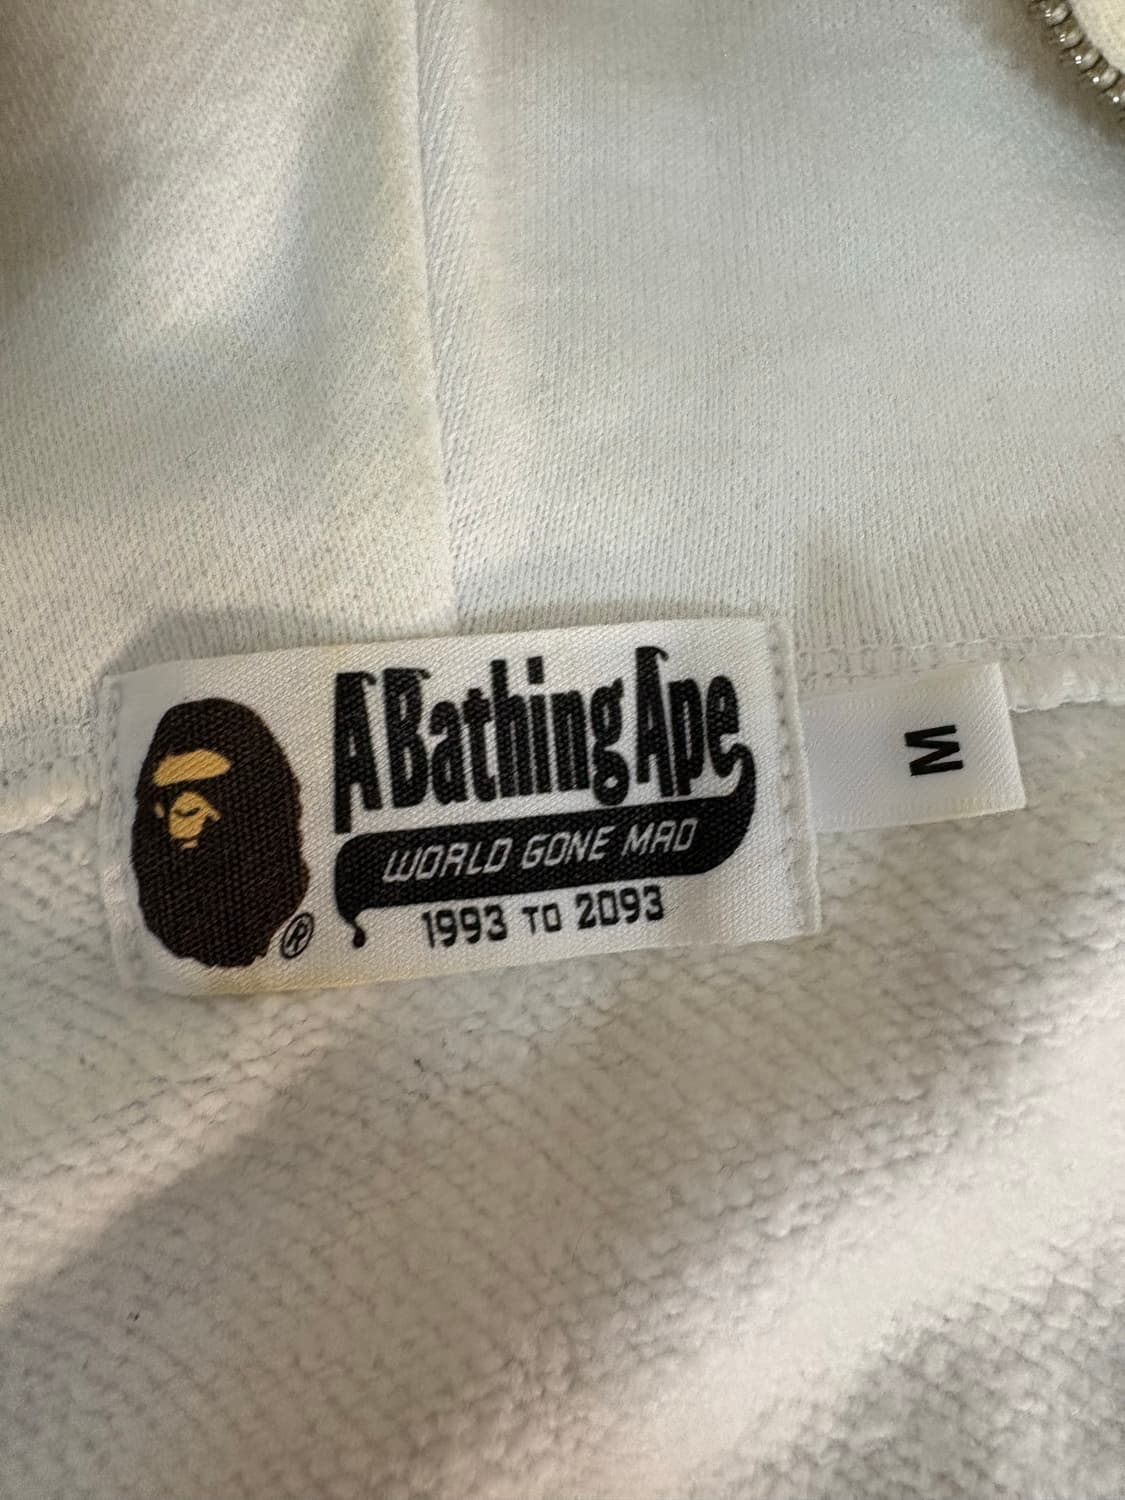 A Bathing Ape
WORLD GONE MAD
1993 TO 2093
®
M